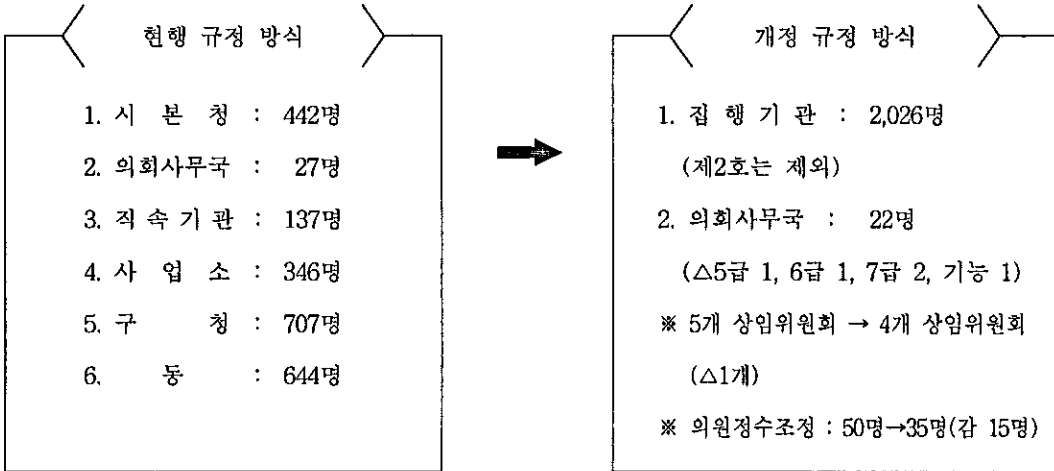 현행 규정 방식
1. 시 본 청 : 442명
2. 의회사무국 : 27명
3. 직속기관 : 137명
4. 사 업 소 : 346명
5. 구 청 : 707명
6. 동 : 644명
개정 규정 방식
1. 집행기관 : 2,026명
(제2호는 제외)
2. 의회사무국 : 22명
(△5급 1, 6급 1, 7급 2, 기능 1)
※ 5개 상임위원회 → 4개 상임위원회
(△1개)
※ 의원정수조정 : 50명→35명(감 15명)